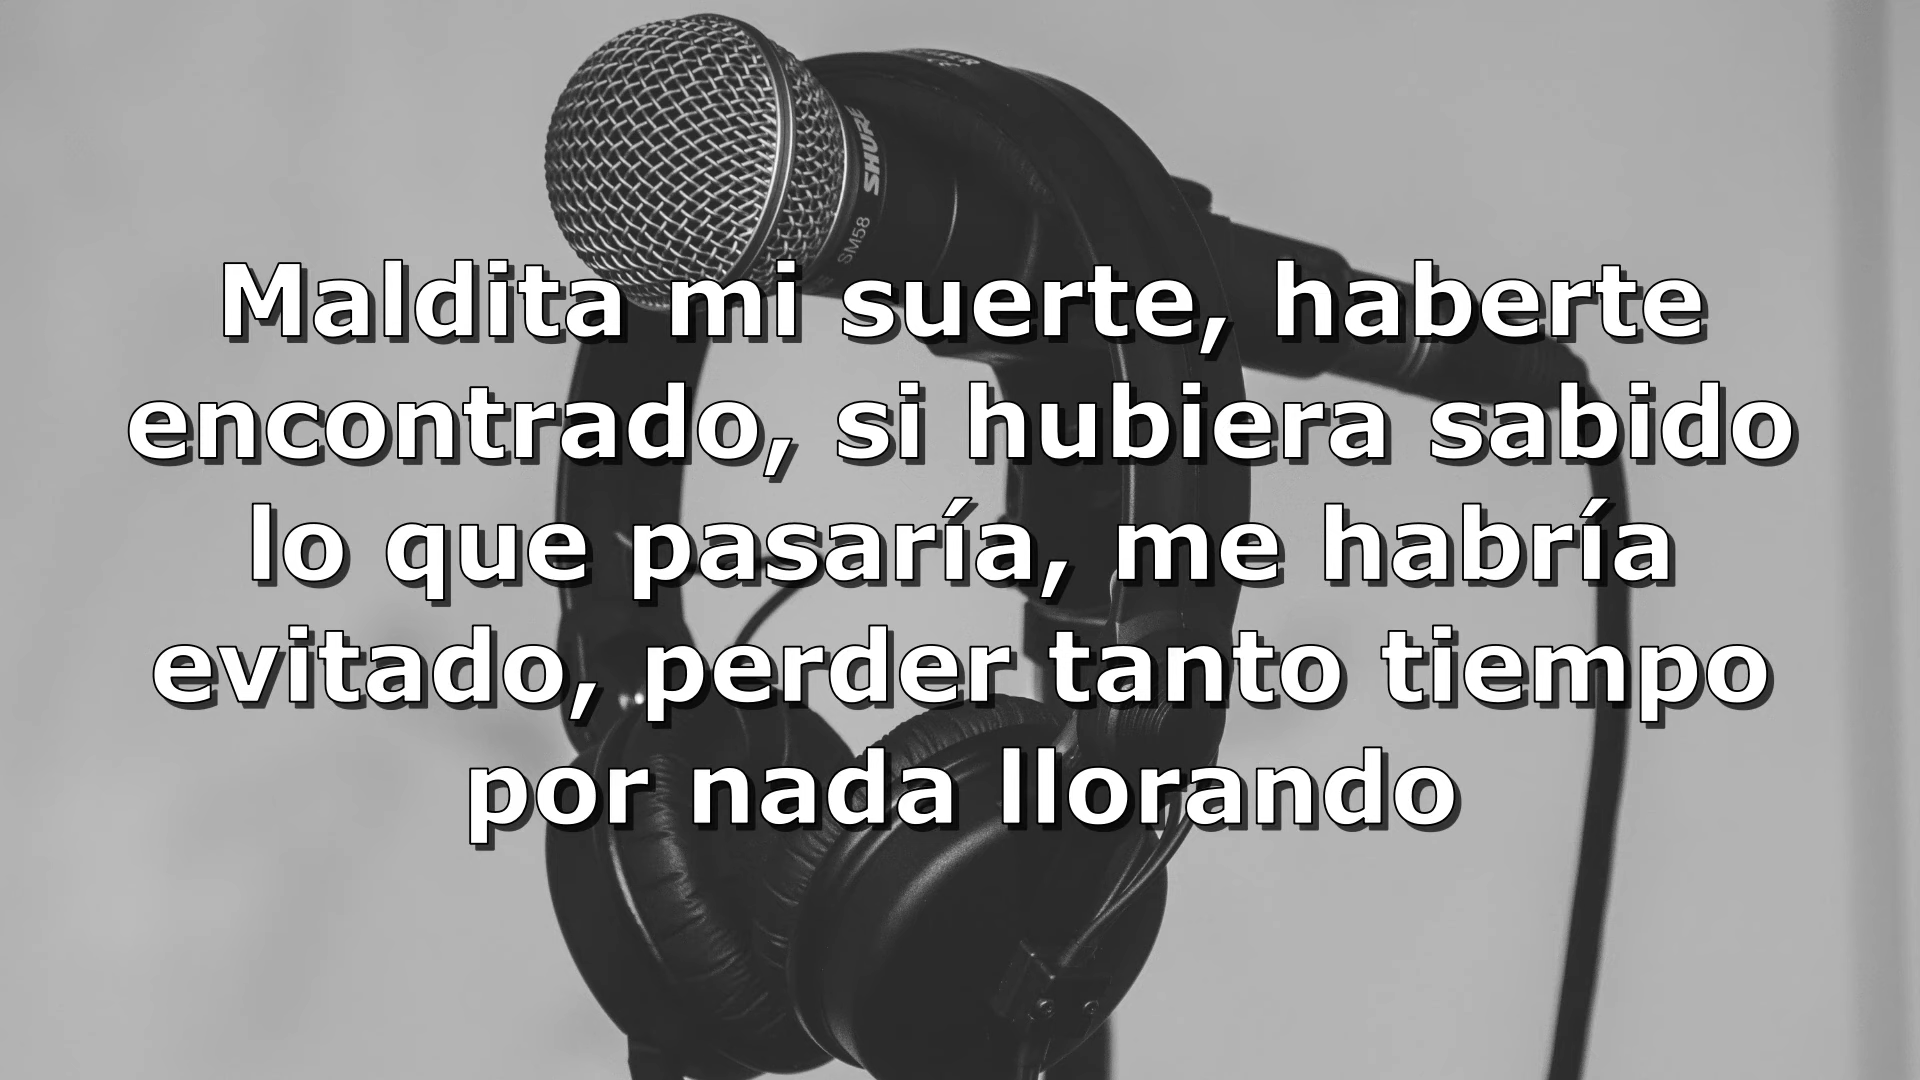 SHURE
SM58
Maldita mi suerte, haberte
encontrado, si hubiera sabido
lo que pasaría, me habría
evitado, perder tanto tiempo
por nada llorando